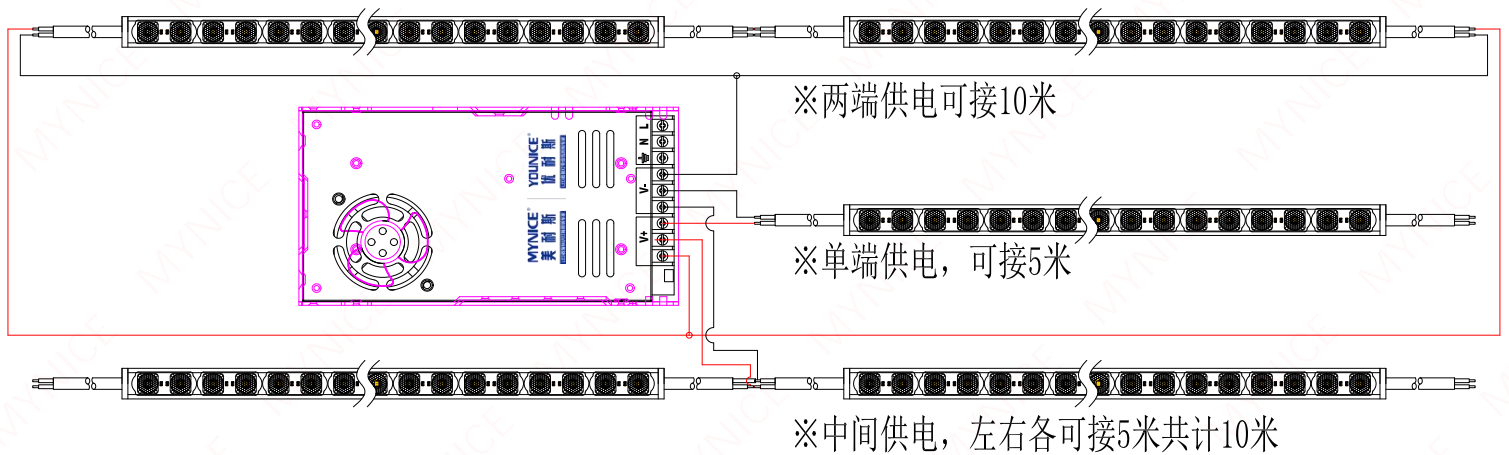 ※两端供电可接10米
L
N
V-
V+
YOUNICE®
优耐斯
MYNICE®
美耐斯
※单端供电，可接5米
※中间供电，左右各可接5米共计10米
MYNICE